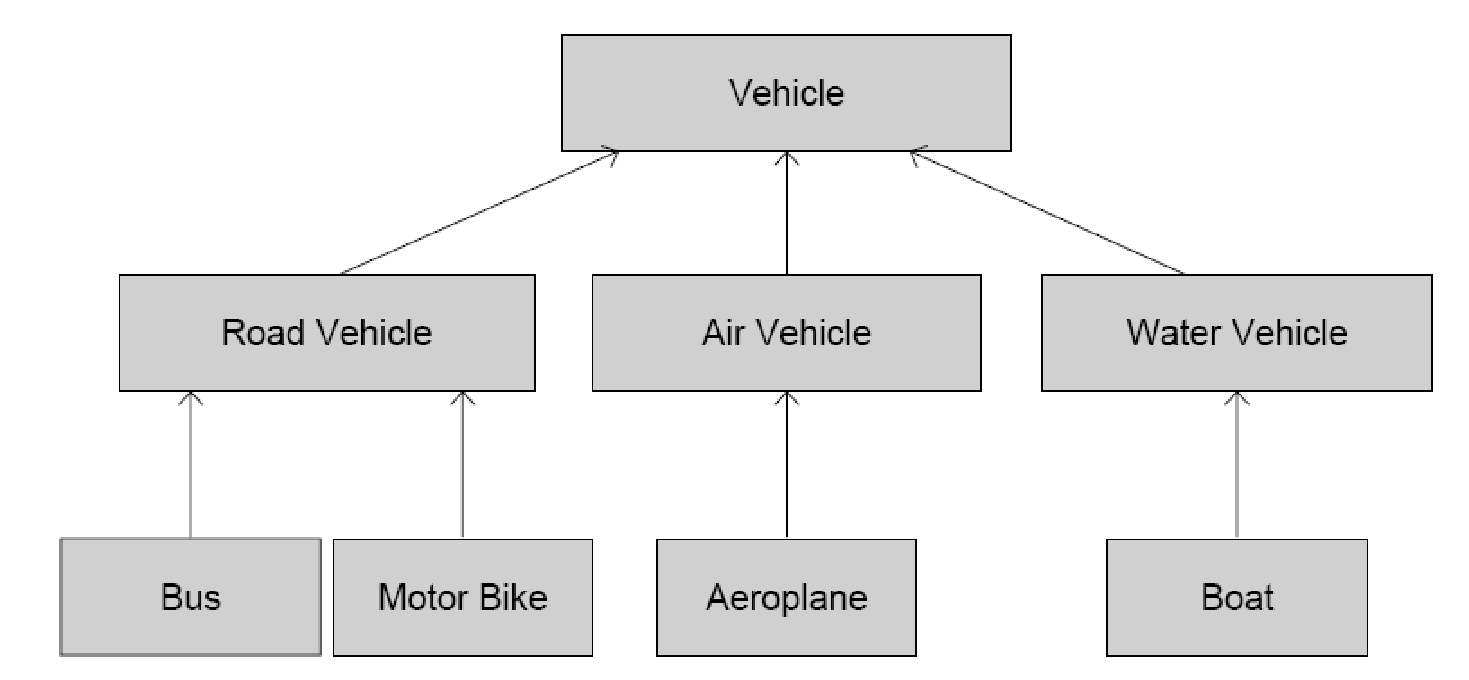 Vehicle
Road Vehicle
Air Vehicle
Water Vehicle
Bus
Motor Bike
Aeroplane
Boat